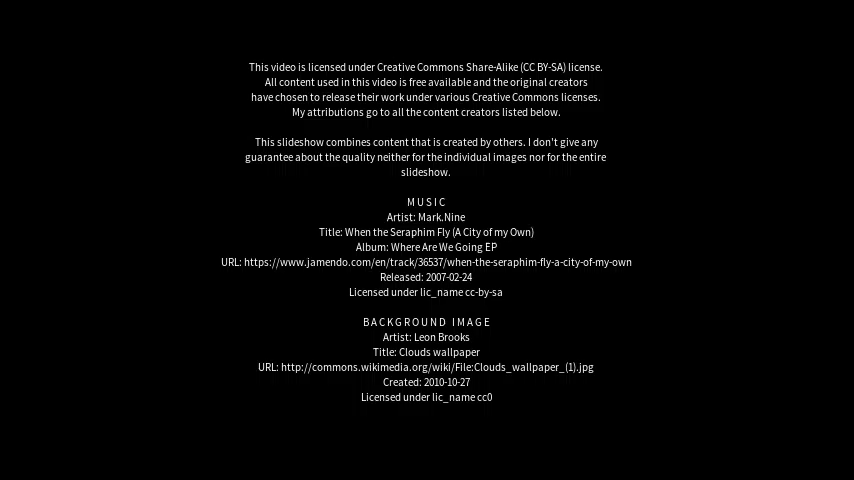 This video is licensed under Creative Commons Share-Alike (CC BY-SA) license.
All content used in this video is free available and the original creators
have chosen to release their work under various Creative Commons licenses.
My attributions go to all the content creators listed below.
This slideshow combines content that is created by others. I don't give any
guarantee about the quality neither for the individual images nor for the entire
slideshow.
MUSIC
Artist: Mark.Nine
Title: When the Seraphim Fly (A City of my Own)
Album: Where Are We Going EP
URL: https://www.jamendo.com/en/track/36537/when-the-seraphim-fly-a-city-of-my-own
Released: 2007-02-24
Licensed under lic_name cc-by-sa
BACKGROUND IMAGE
Artist: Leon Brooks
Title: Clouds wallpaper
URL: http://commons.wikimedia.org/wiki/File:Clouds_wallpaper_(1).jpg
Created: 2010-10-27
Licensed under lic_name cc0